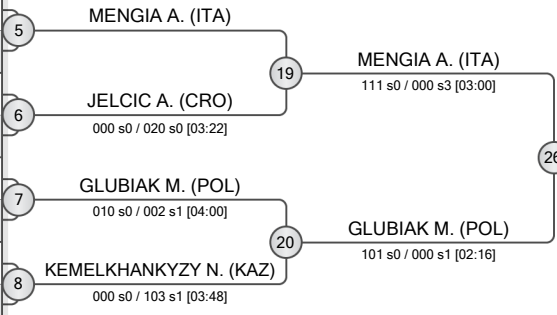 5
MENGIA A. (ITA)
19
MENGIA A. (ITA)
111 s0 / 000 s3 [03:00]
6
JELCIC A. (CRO)
000 s0 / 020 s0 [03:22]
26
7
GLUBIAK M. (POL)
010 s0 / 002 s1 [04:00]
20
GLUBIAK M. (POL)
101 s0 / 000 s1 [02:16]
8
KEMELKHANKYZY N. (KAZ)
000 s0 / 103 s1 [03:48]